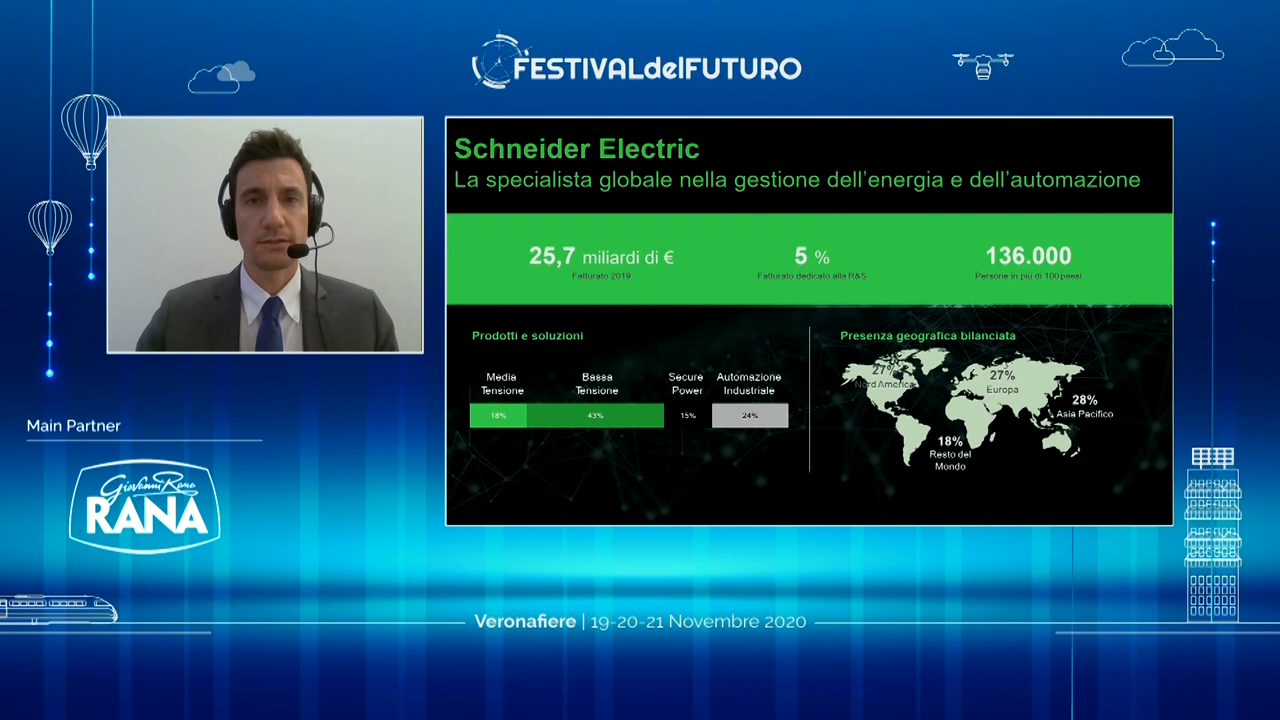 FESTIVALdelFUTURO
Schneider Electric
La specialista globale nella gestione dell'energia e dell'automazione
25,7 miliardi di €
Fatturato 2019
5 %
Fatturato dedicato alla R&S
136.000
Persone in più di 100 paesi
Prodotti e soluzioni
Media
Tensione
Bassa
Tensione
Secure
Power
Automazione
Industriale
18%
43%
15%
24%
Presenza geografica bilanciata
27%
Nord America
27%
Europa
28%
Asia Pacifico
18%
Resto del
Mondo
Main Partner
Giovanni Rana
RANA
Veronafiere | 19-20-21 Novembre 2020